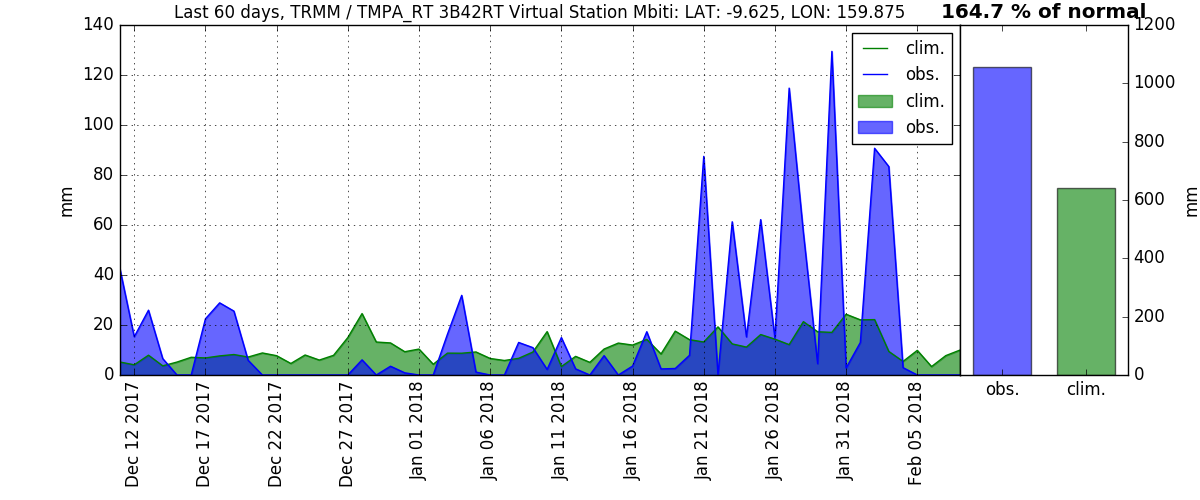 Last 60 days, TRMM / TMPA_RT 3B42RT Virtual Station Mbiti: LAT: -9.625, LON: 159.875
164.7 % of normal
140
120
100
80
60
40
20
0
mm
clim.
obs.
clim.
obs.
Dec 12 2017
Dec 17 2017
Dec 22 2017
Dec 27 2017
Jan 01 2018
Jan 06 2018
Jan 11 2018
Jan 16 2018
Jan 21 2018
Jan 26 2018
Jan 31 2018
Feb 05 2018
1200
1000
800
600
400
200
0
mm
obs.
clim.